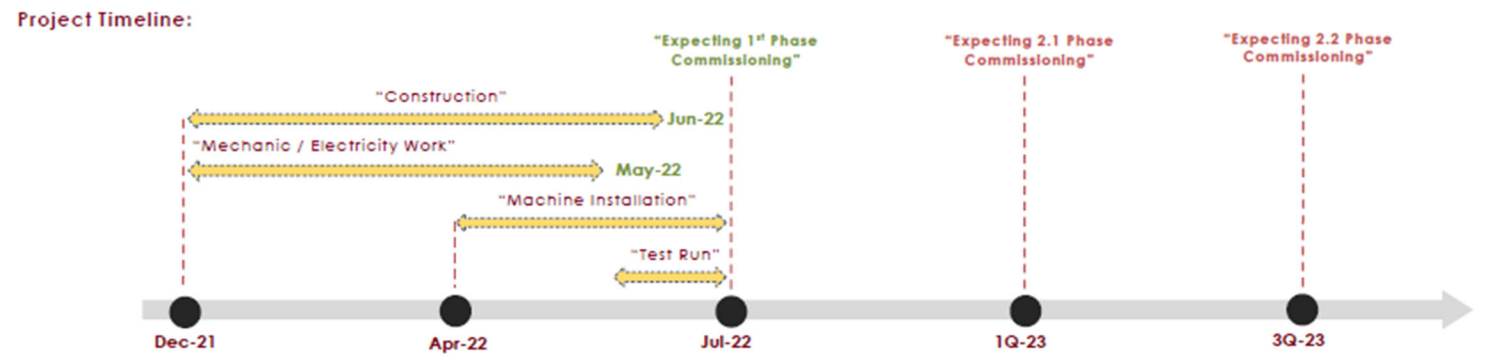 Project Timeline:
"Expecting 1st Phase
Commissioning"
"Expecting 2.1 Phase
Commissioning"
"Expecting 2.2 Phase
Commissioning"
"Construction"
Jun-22
"Mechanic / Electricity Work"
May-22
"Machine Installation"
"Test Run"
Dec-21
Apr-22
Jul-22
1Q-23
3Q-23